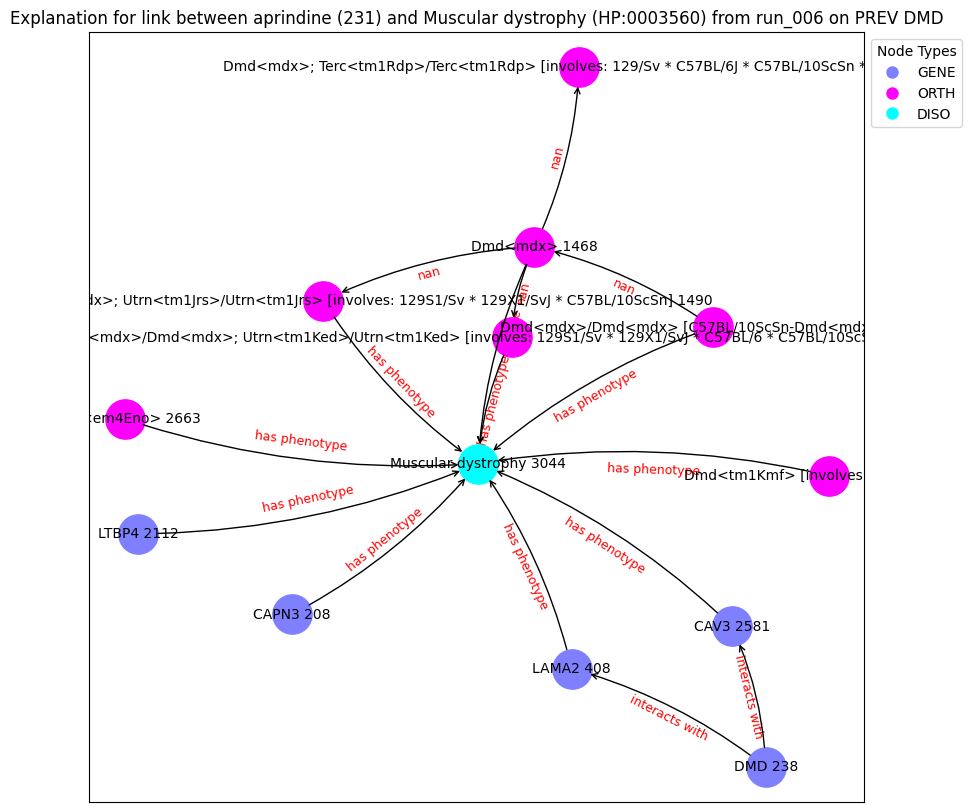 Explanation for link between aprindine (231) and Muscular dystrophy (HP:0003560) from run_006 on PREV DMD
Node Types
GENE
ORTH
DISO
Dmd<mdx>; Terc<tm1Rdp>/Terc<tm1Rdp> [involves: 129/Sv * C57BL/6J * C57BL/10ScSn *
nan
Dmd<mdx> 1468
nan
nan
nan
dx>; Utrn<tm1Jrs>/Utrn<tm1Jrs> [involves: 129S1/Sv * 129X1/SvJ * C57BL/10ScSn] 1490
Dmd<mdx>/Dmd<mdx> [C57BL/10ScSn-Dmd<mdx
<mdx>/Dmd<mdx>; Utrn<tm1Ked>/Utrn<tm1Ked> [involves: 129S1/Sv * 129X1/SvJ * C57BL/6 * C57BL/10ScS
has phenotype
has phenotype
has phenotype
<em4Eno> 2663
has phenotype
Muscular dystrophy 3044
has phenotype
Dmd<tm1Kmf> [involves
has phenotype
LTBP4 2112
has phenotype
has phenotype
has phenotype
CAPN3 208
CAV3 2581
LAMA2 408
interacts with
interacts with
DMD 238